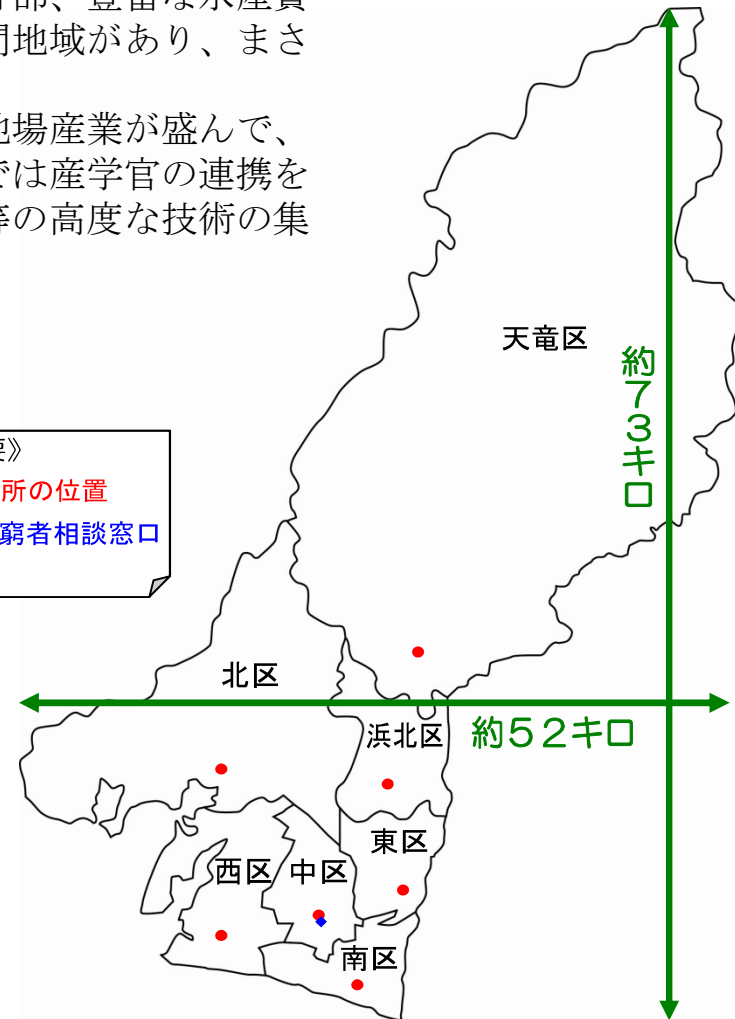 部、豊富な水産資
間地域があり、まさ
地場産業が盛んで、
では産学官の連携を
等の高度な技術の集
天竜区
約73キロ
要》
所の位置
窮者相談窓口
北区
浜北区
約52キロ
東区
西区
中区
南区